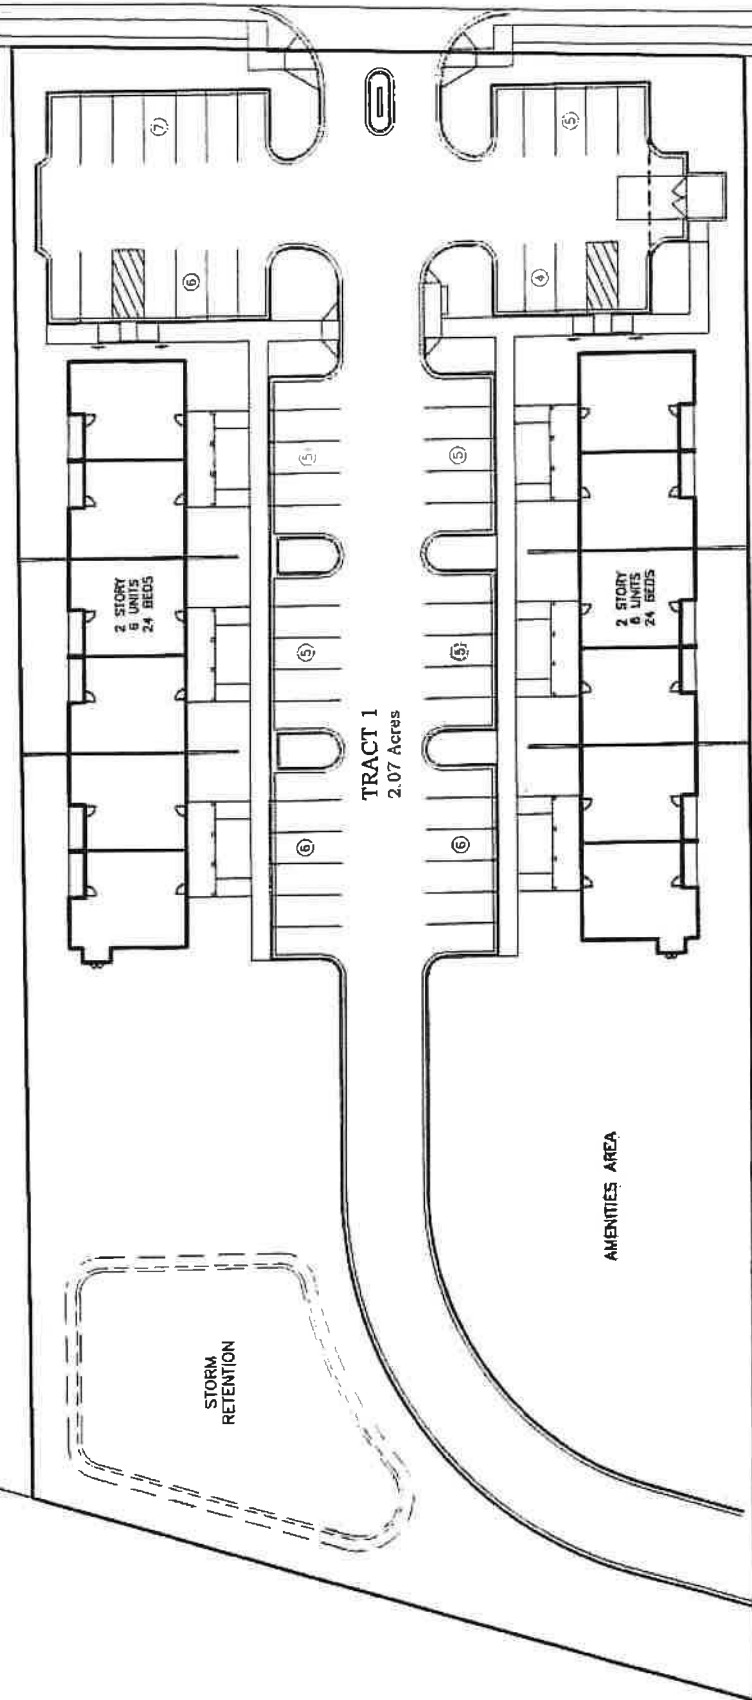 (7)
(5)
(6)
(4)
(5)
(5)
2 STORY
6 UNITS
24 BEDS
2 STORY
6 UNITS
24 BEDS
(5)
(5)
TRACT 1
2.07 Acres
(6)
(6)
AMENITIES AREA
STORM
RETENTION